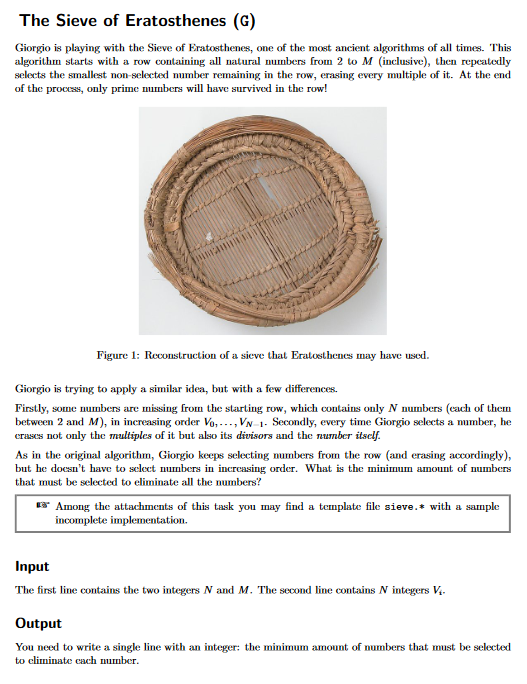 The Sieve of Eratosthenes (G)
Giorgio is playing with the Sieve of Eratosthenes, one of the most ancient algorithms of all times. This
algorithm starts with a row containing all natural numbers from 2 to M (inclusive), then repeatedly
selects the smallest non-selected number remaining in the row, erasing every multiple of it. At the end
of the process, only prime numbers will have survived in the row!
Figure 1: Reconstruction of a sieve that Eratosthenes may have used.
Giorgio is trying to apply a similar idea, but with a few differences.
Firstly, some numbers are missing from the starting row, which contains only N numbers (each of them
between 2 and M), in increasing order V₀, . . . , V_{N−1}. Secondly, every time Giorgio selects a number, he
erases not only the multiples of it but also its divisors and the number itself.
As in the original algorithm, Giorgio keeps selecting numbers from the row (and erasing accordingly),
but he doesn't have to select numbers in increasing order. What is the minimum amount of numbers
that must be selected to eliminate all the numbers?
☞ Among the attachments of this task you may find a template file sieve.* with a sample
incomplete implementation.
Input
The first line contains the two integers N and M. The second line contains N integers Vᵢ.
Output
You need to write a single line with an integer: the minimum amount of numbers that must be selected
to eliminate each number.